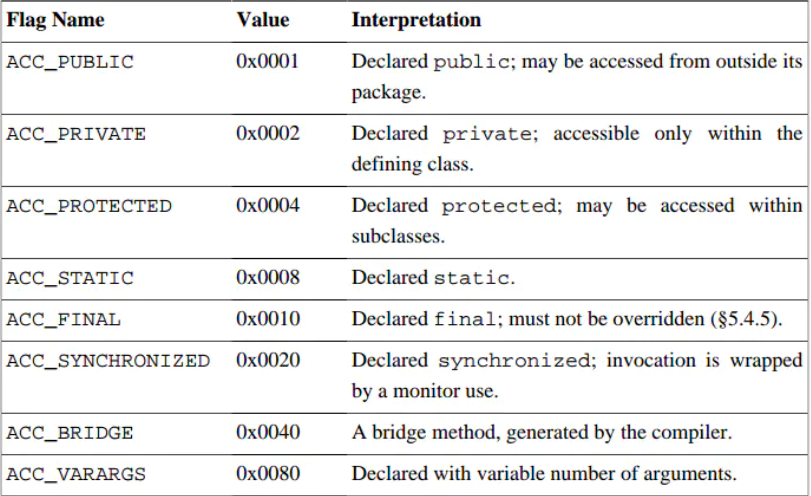 Flag Name Value Interpretation
ACC_PUBLIC 0x0001 Declared public; may be accessed from outside its
package.
ACC_PRIVATE 0x0002 Declared private; accessible only within the
defining class.
ACC_PROTECTED 0x0004 Declared protected; may be accessed within
subclasses.
ACC_STATIC 0x0008 Declared static.
ACC_FINAL 0x0010 Declared final; must not be overridden (§5.4.5).
ACC_SYNCHRONIZED 0x0020 Declared synchronized; invocation is wrapped
by a monitor use.
ACC_BRIDGE 0x0040 A bridge method, generated by the compiler.
ACC_VARARGS 0x0080 Declared with variable number of arguments.